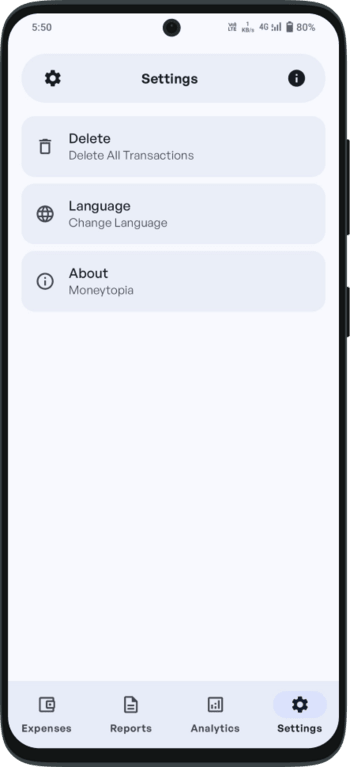 5:50
Vo) LTE
1 KB/s
4G
80%
Settings
Delete
Delete All Transactions
Language
Change Language
About
Moneytopia
Expenses Reports Analytics Settings